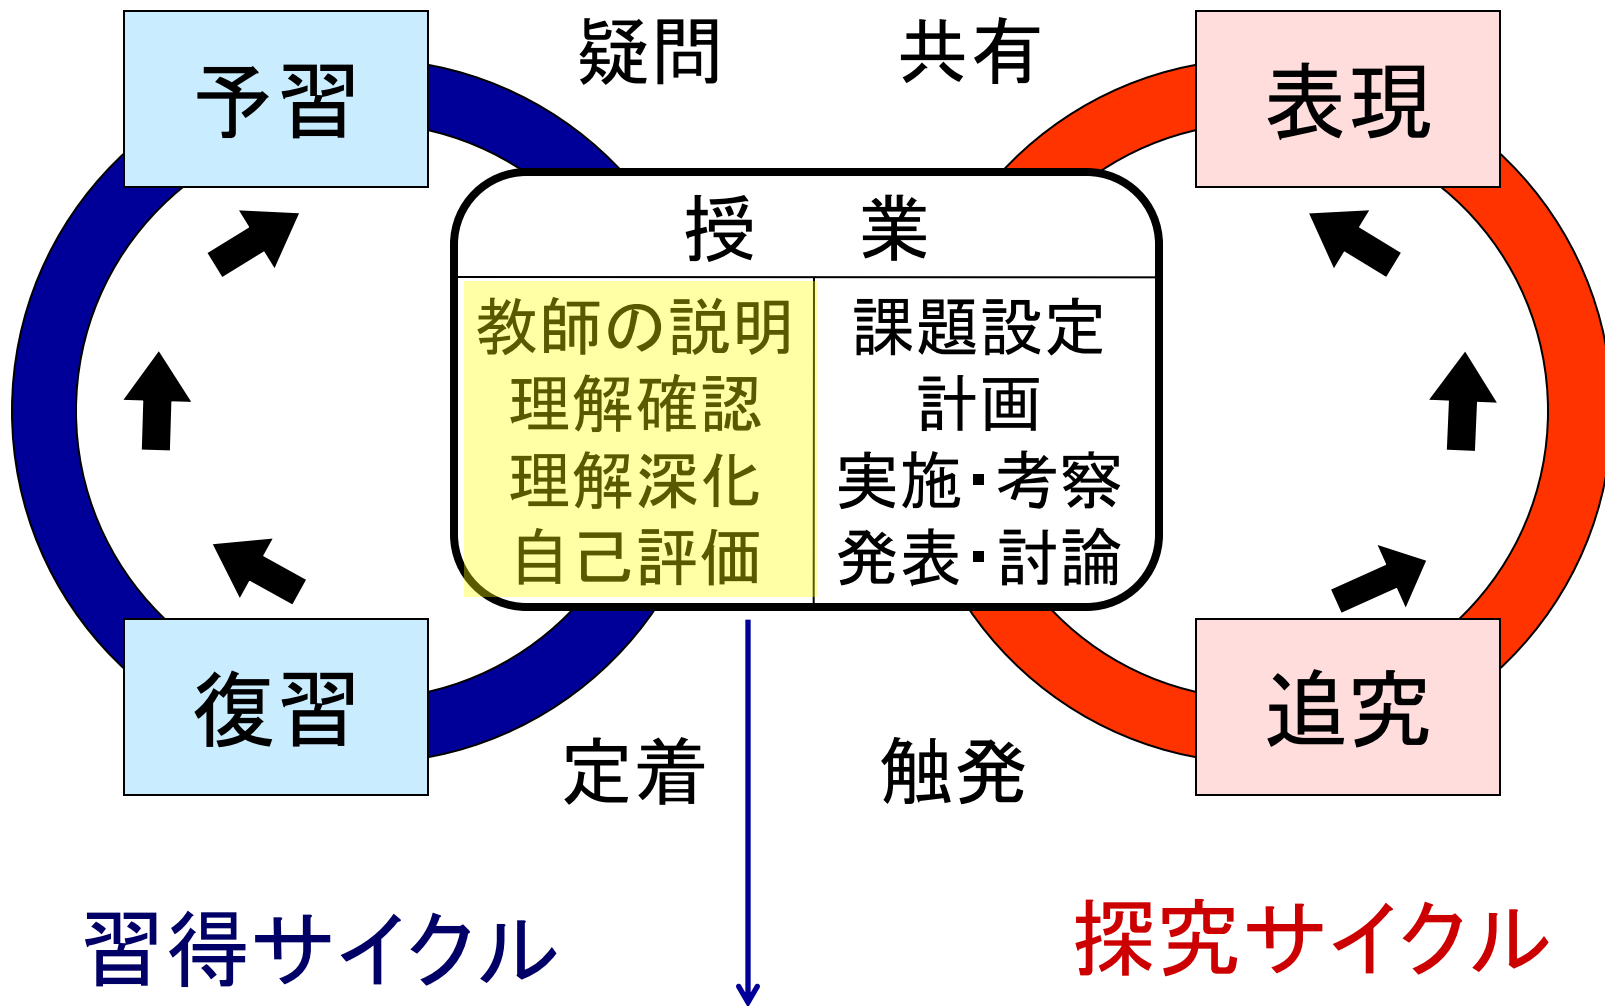 疑問
共有
予習
表現
授 業
教師の説明
理解確認
理解深化
自己評価
課題設定
計画
実施・考察
発表・討論
復習
追究
定着
触発
習得サイクル
探究サイクル